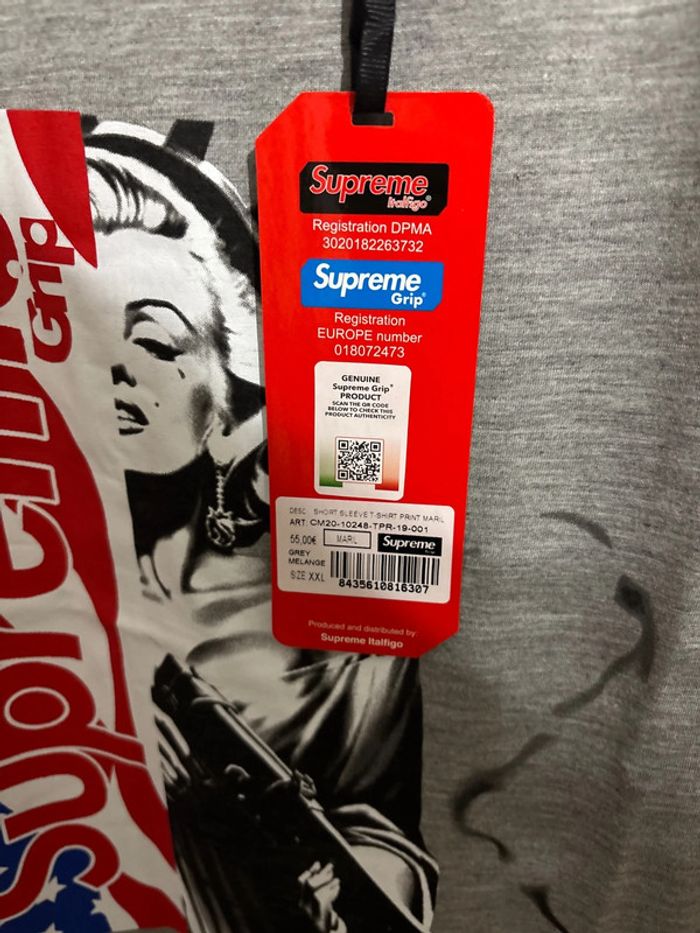 Supreme
Grip
Supreme
Supreme
Italfigo®
Registration DPMA
3020182263732
Supreme
Grip®
Registration
EUROPE number
018072473
GENUINE
Supreme Grip®
PRODUCT
SCAN THE QR CODE
BELOW TO CHECK THIS
PRODUCT AUTHENTICITY
DESC.: SHORT SLEEVE T-SHIRT PRINT MARIL
ART: CM20-10248-TPR-19-001
55,00€ MARIL Supreme
GREY
MELANGE
SIZE XXL
8435610816307
Produced and distributed by:
Supreme Italfigo